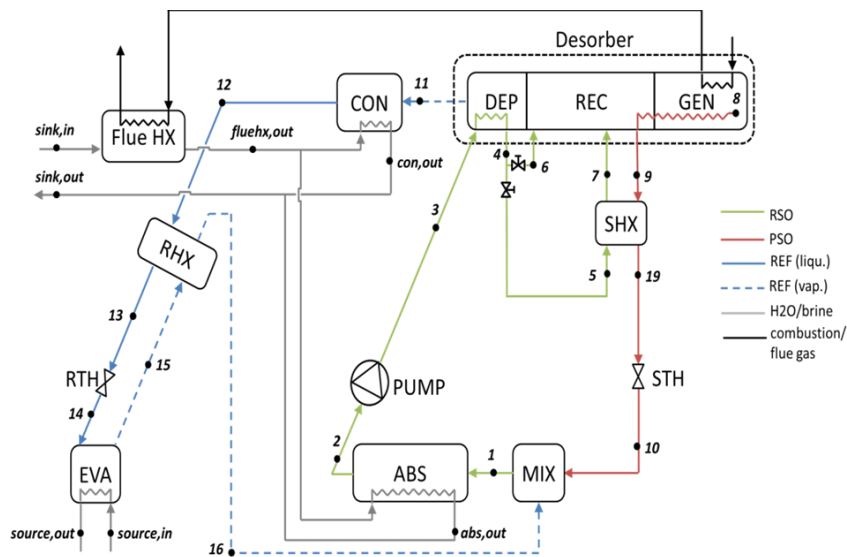 Desorber
12
CON
11
DEP
REC
GEN
8
Flue HX
sink,in
fluehx,out
con,out
4
6
7
9
sink,out
3
SHX
RHX
RSO
PSO
REF (liqu.)
REF (vap.)
H2O/brine
combustion/
flue gas
5
19
13
15
RTH
PUMP
STH
14
2
1
10
EVA
ABS
MIX
source,out
source,in
abs,out
16